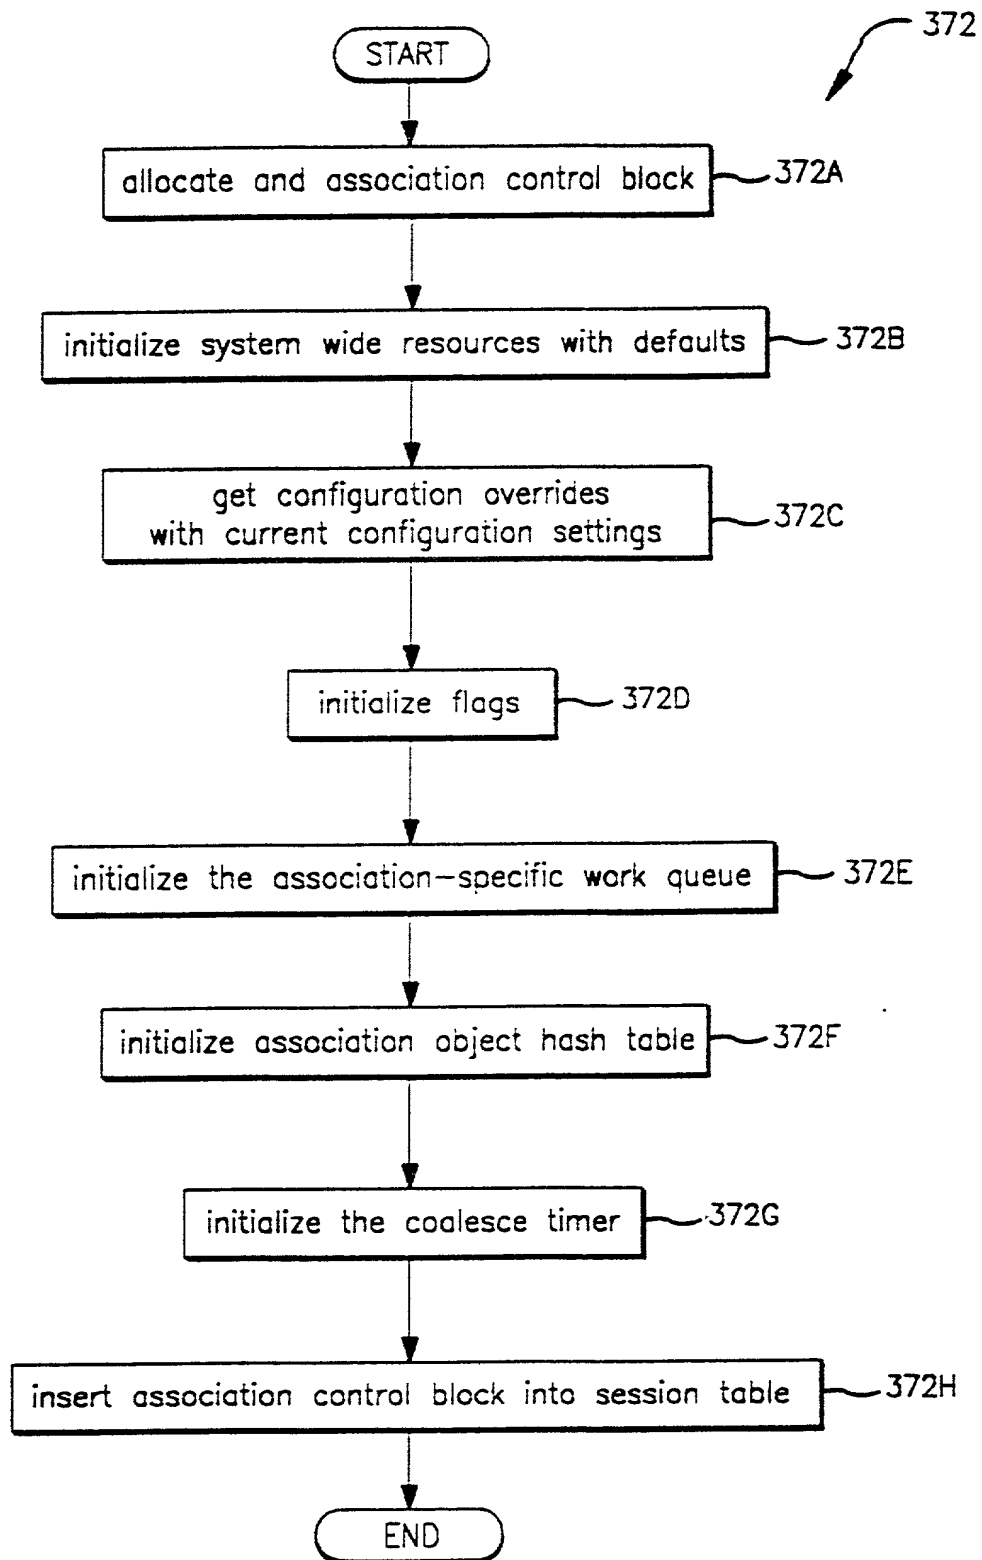 372
START
allocate and association control block
372A
initialize system wide resources with defaults
372B
get configuration overrides
with current configuration settings
372C
initialize flags
372D
initialize the association-specific work queue
372E
initialize association object hash table
372F
initialize the coalesce timer
372G
insert association control block into session table
372H
END